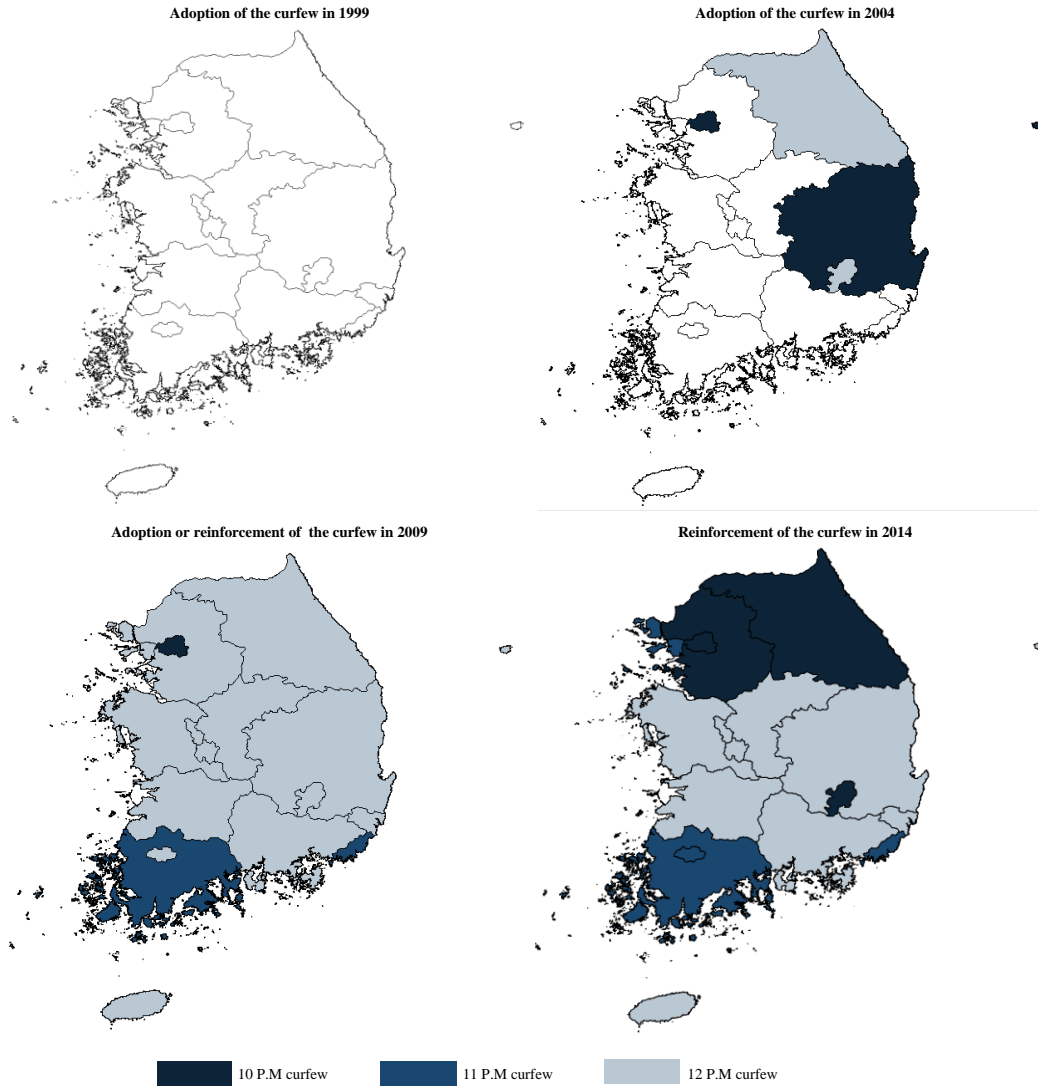 Adoption of the curfew in 1999
Adoption of the curfew in 2004
Adoption or reinforcement of  the curfew in 2009
Reinforcement of the curfew in 2014
10 P.M curfew
11 P.M curfew
12 P.M curfew